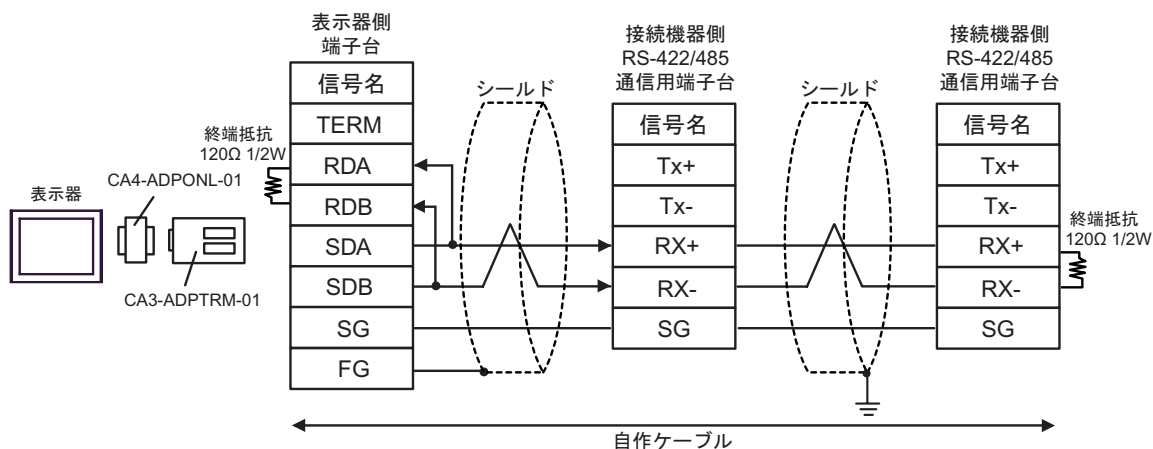 表示器側
端子台
信号名
TERM
RDA
RDB
SDA
SDB
SG
FG
終端抵抗
120Ω 1/2W
表示器
CA4-ADPONL-01
CA3-ADPTRM-01
シールド
接続機器側
RS-422/485
通信用端子台
信号名
Tx+
Tx-
RX+
RX-
SG
シールド
接続機器側
RS-422/485
通信用端子台
信号名
Tx+
Tx-
RX+
RX-
SG
終端抵抗
120Ω 1/2W
自作ケーブル